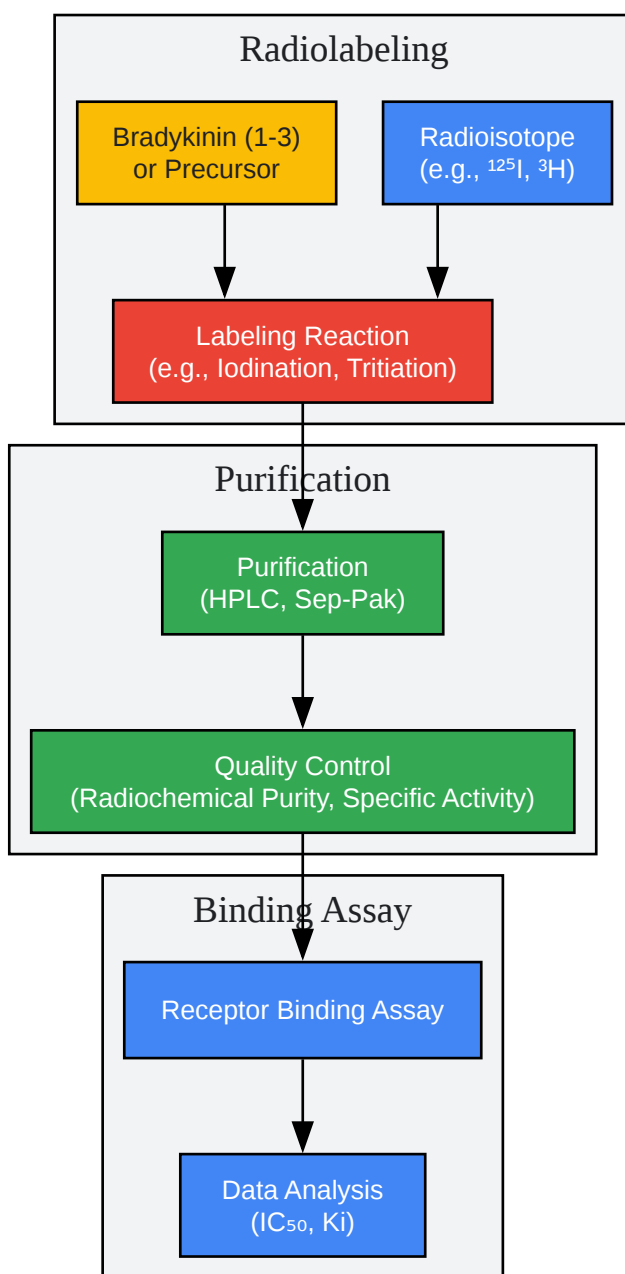 Radiolabeling
Bradykinin (1-3)
or Precursor
Radioisotope
(e.g., ¹²⁵I, ³H)
Labeling Reaction
(e.g., Iodination, Tritiation)
Purification
Purification
(HPLC, Sep-Pak)
Quality Control
(Radiochemical Purity, Specific Activity)
Binding Assay
Receptor Binding Assay
Data Analysis
(IC₅₀, Ki)